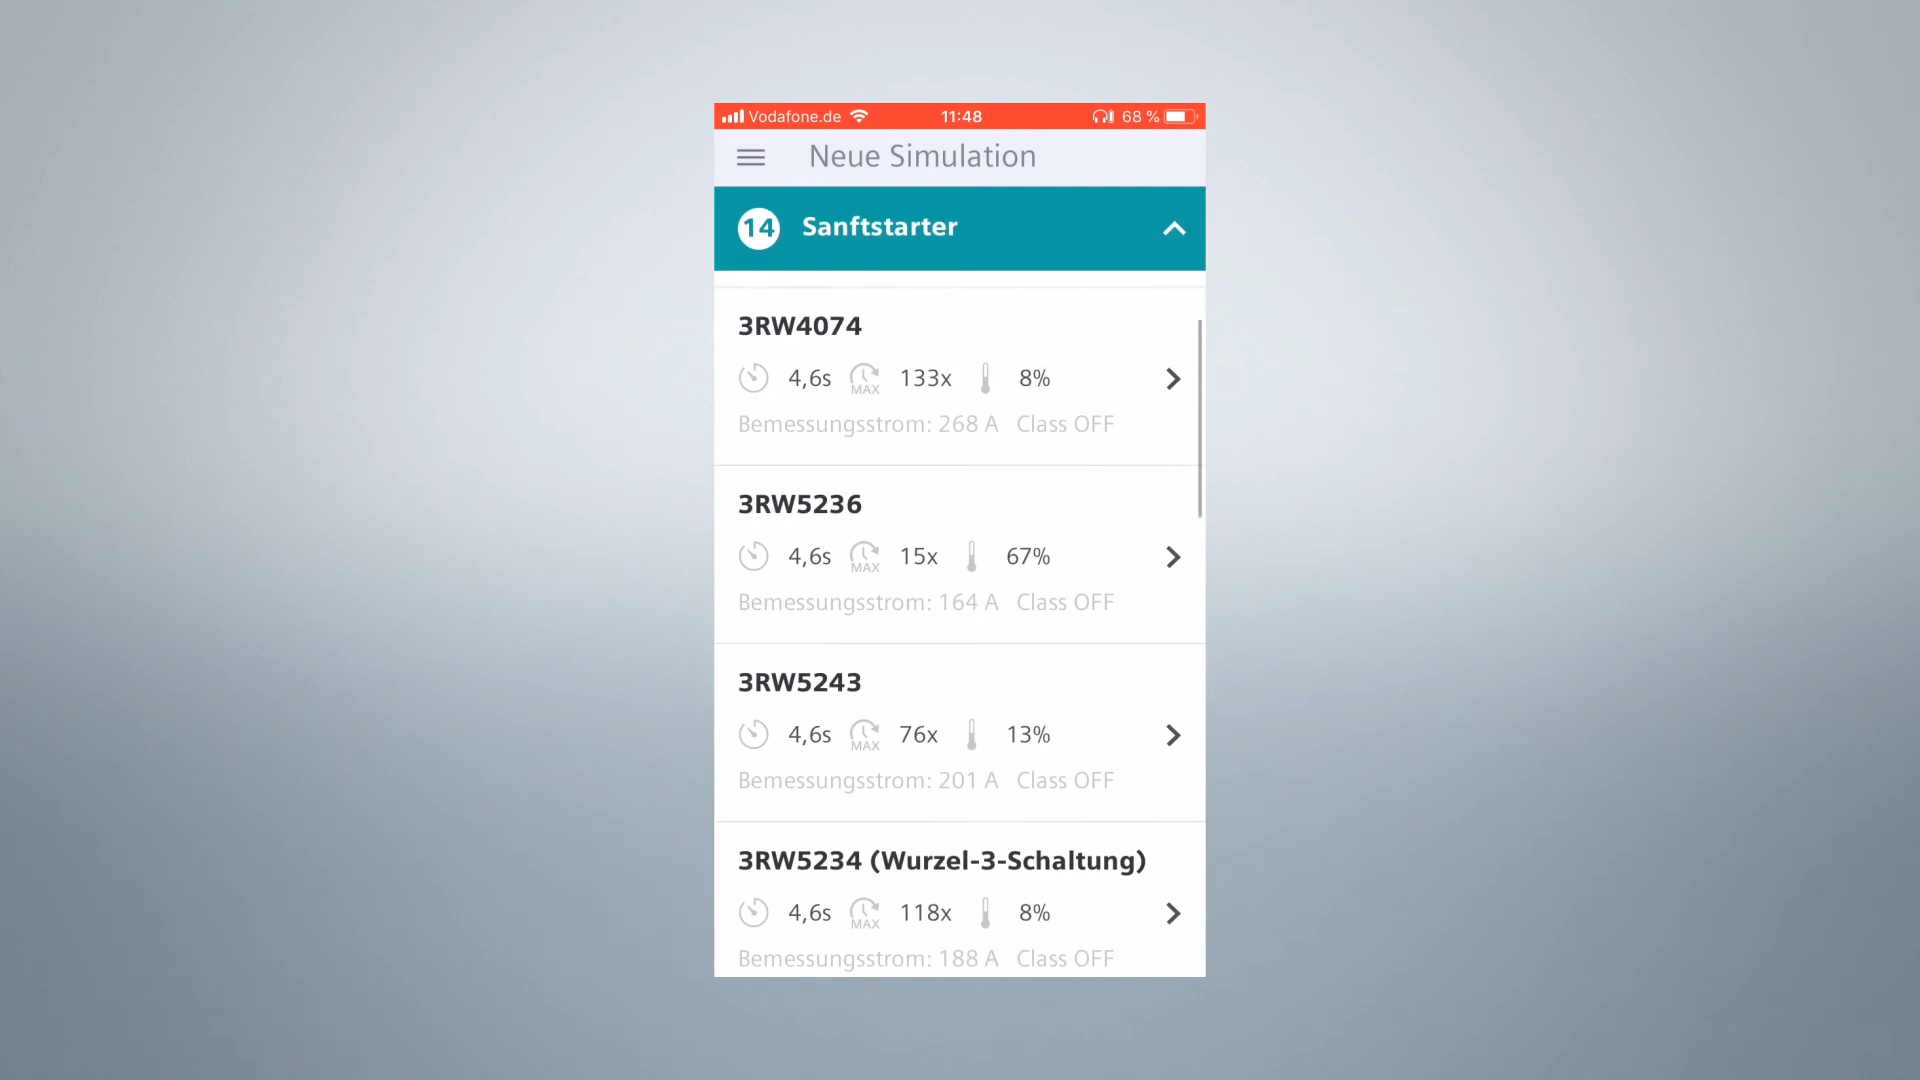 Vodafone.de 11:48 68 %
Neue Simulation
14 Sanftstarter
3RW4074
4,6s MAX 133x 8%
Bemessungsstrom: 268 A Class OFF
3RW5236
4,6s MAX 15x 67%
Bemessungsstrom: 164 A Class OFF
3RW5243
4,6s MAX 76x 13%
Bemessungsstrom: 201 A Class OFF
3RW5234 (Wurzel-3-Schaltung)
4,6s MAX 118x 8%
Bemessungsstrom: 188 A Class OFF